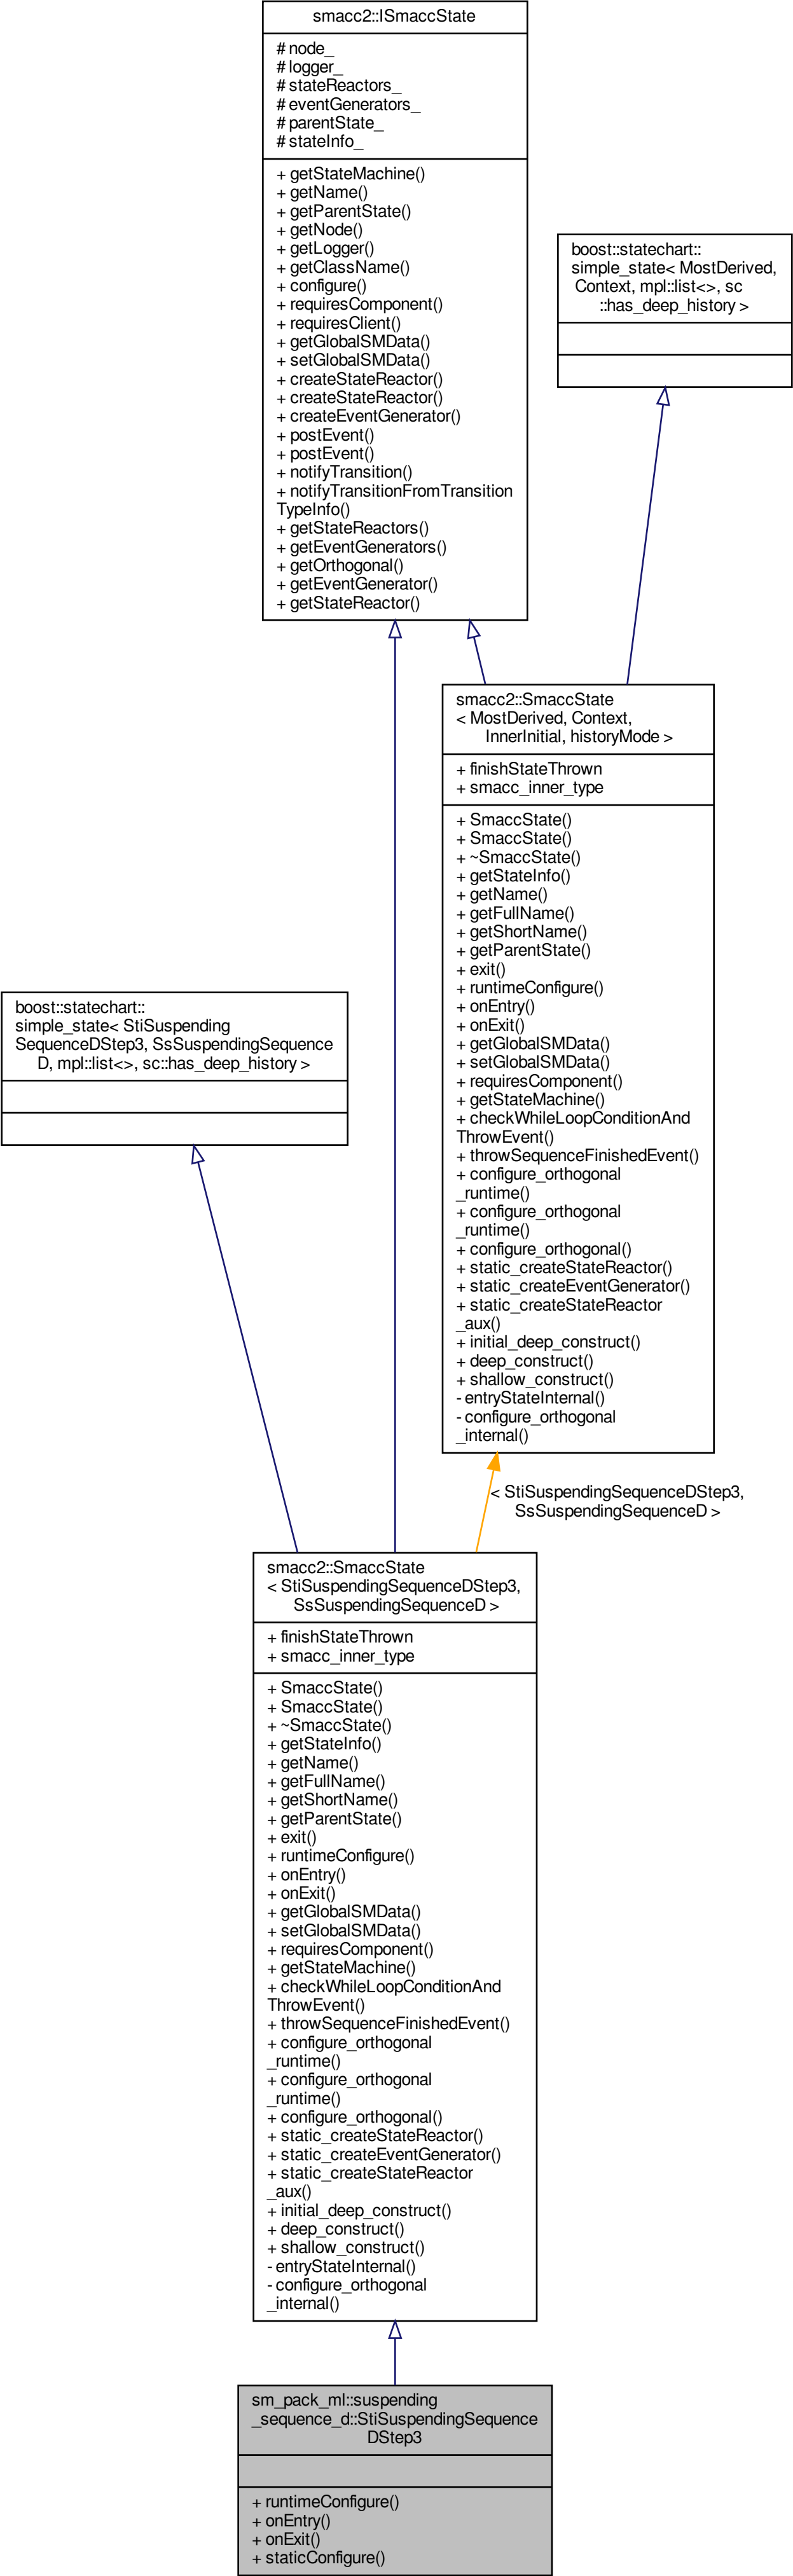 smacc2::ISmaccState
# node_
# logger_
# stateReactors_
# eventGenerators_
# parentState_
# stateInfo_
+ getStateMachine()
+ getName()
+ getParentState()
+ getNode()
+ getLogger()
+ getClassName()
+ configure()
+ requiresComponent()
+ requiresClient()
+ getGlobalSMData()
+ setGlobalSMData()
+ createStateReactor()
+ createStateReactor()
+ createEventGenerator()
+ postEvent()
+ postEvent()
+ notifyTransition()
+ notifyTransitionFromTransition
TypeInfo()
+ getStateReactors()
+ getEventGenerators()
+ getOrthogonal()
+ getEventGenerator()
+ getStateReactor()
boost::statechart::
simple_state< MostDerived,
Context, mpl::list<>, sc
::has_deep_history >
smacc2::SmaccState
< MostDerived, Context,
InnerInitial, historyMode >
+ finishStateThrown
+ smacc_inner_type
+ SmaccState()
+ SmaccState()
+ ~SmaccState()
+ getStateInfo()
+ getName()
+ getFullName()
+ getShortName()
+ getParentState()
+ exit()
+ runtimeConfigure()
+ onEntry()
+ onExit()
+ getGlobalSMData()
+ setGlobalSMData()
+ requiresComponent()
+ getStateMachine()
+ checkWhileLoopConditionAnd
ThrowEvent()
+ throwSequenceFinishedEvent()
+ configure_orthogonal
_runtime()
+ configure_orthogonal
_runtime()
+ configure_orthogonal()
+ static_createStateReactor()
+ static_createEventGenerator()
+ static_createStateReactor
_aux()
+ initial_deep_construct()
+ deep_construct()
+ shallow_construct()
- entryStateInternal()
- configure_orthogonal
_internal()
boost::statechart::
simple_state< StiSuspending
SequenceDStep3, SsSuspendingSequence
D, mpl::list<>, sc::has_deep_history >
< StiSuspendingSequenceDStep3,
SsSuspendingSequenceD >
smacc2::SmaccState
< StiSuspendingSequenceDStep3,
SsSuspendingSequenceD >
+ finishStateThrown
+ smacc_inner_type
+ SmaccState()
+ SmaccState()
+ ~SmaccState()
+ getStateInfo()
+ getName()
+ getFullName()
+ getShortName()
+ getParentState()
+ exit()
+ runtimeConfigure()
+ onEntry()
+ onExit()
+ getGlobalSMData()
+ setGlobalSMData()
+ requiresComponent()
+ getStateMachine()
+ checkWhileLoopConditionAnd
ThrowEvent()
+ throwSequenceFinishedEvent()
+ configure_orthogonal
_runtime()
+ configure_orthogonal
_runtime()
+ configure_orthogonal()
+ static_createStateReactor()
+ static_createEventGenerator()
+ static_createStateReactor
_aux()
+ initial_deep_construct()
+ deep_construct()
+ shallow_construct()
- entryStateInternal()
- configure_orthogonal
_internal()
sm_pack_ml::suspending
_sequence_d::StiSuspendingSequence
DStep3
+ runtimeConfigure()
+ onEntry()
+ onExit()
+ staticConfigure()